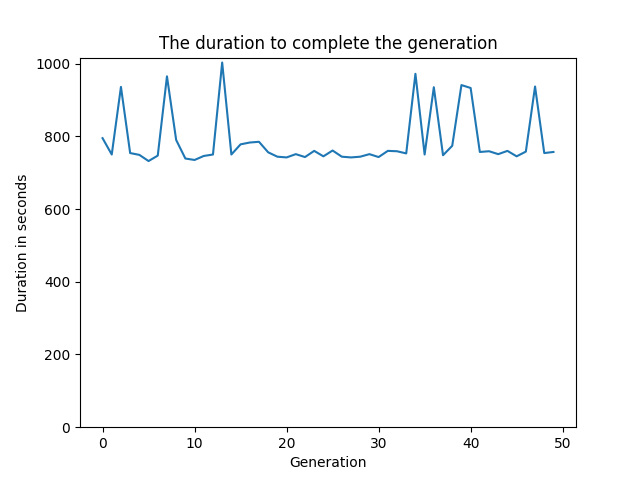 The duration to complete the generation
1000
800
600
400
200
0
Duration in seconds
0 10 20 30 40 50
Generation